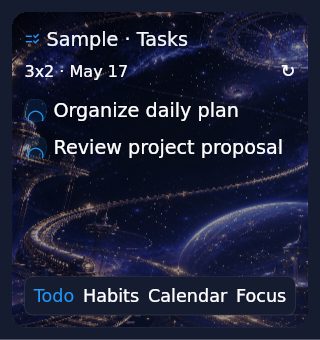 Sample · Tasks
3x2 · May 17 ↻
Organize daily plan
Review project proposal
Todo Habits Calendar Focus